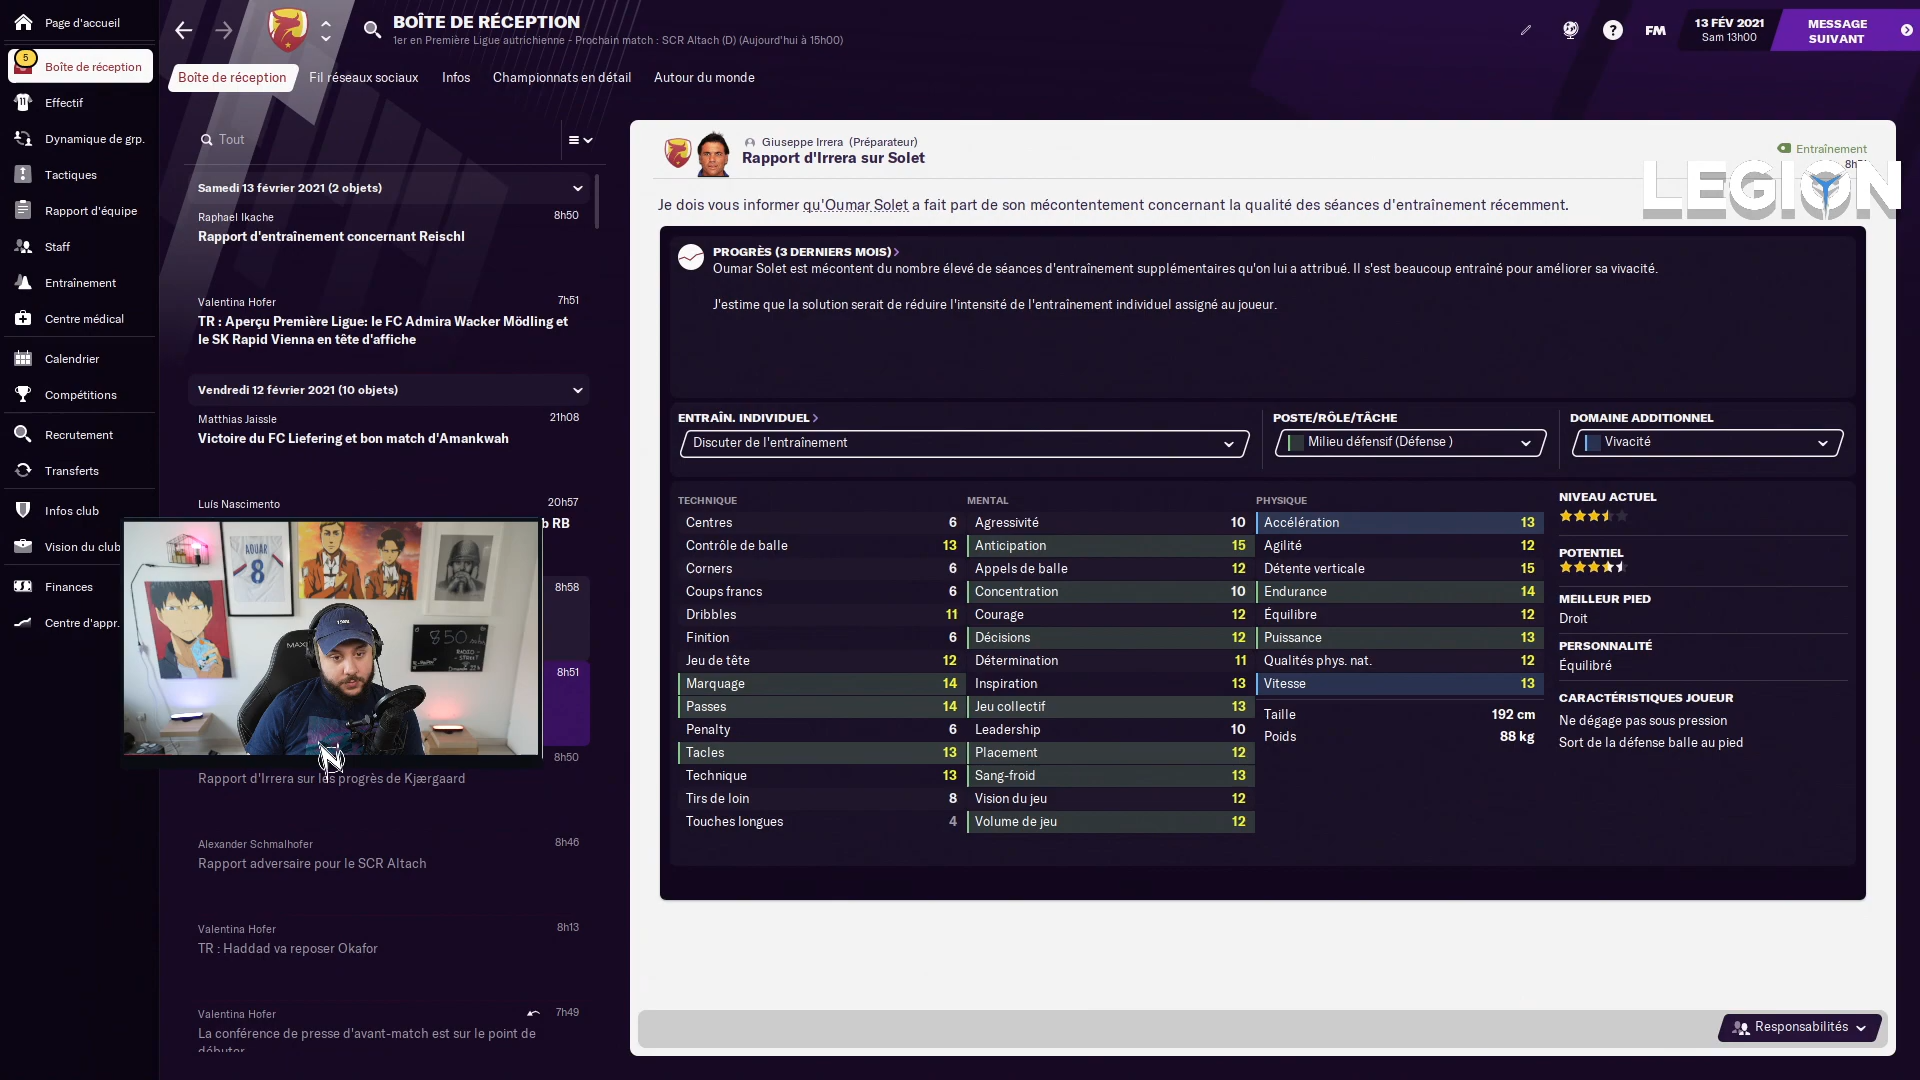 Page d'accueil
5
Boîte de réception
Effectif
Dynamique de grp.
Tactiques
Rapport d'équipe
Staff
Entraînement
Centre médical
Calendrier
Compétitions
Recrutement
Transferts
Infos club
Vision du club
Finances
Centre d'appr.
BOÎTE DE RÉCEPTION
1er en Première Ligue autrichienne - Prochain match : SCR Altach (D) (Aujourd'hui à 15h00)
FM
13 FÉV 2021
Sam 13h00
MESSAGE
SUIVANT
Boîte de réception
Fil réseaux sociaux
Infos
Championnats en détail
Autour du monde
Tout
Samedi 13 février 2021 (2 objets)
Raphael Ikache
8h50
Rapport d'entraînement concernant Reischl
Valentina Hofer
7h51
TR : Aperçu Première Ligue: le FC Admira Wacker Mödling et
le SK Rapid Vienna en tête d'affiche
Vendredi 12 février 2021 (10 objets)
Matthias Jaissle
21h08
Victoire du FC Liefering et bon match d'Amankwah
Luís Nascimento
20h57
b RB
8h58
8h51
AOUAR
8
850
MAXI
8h50
Rapport d'Irrera sur les progrès de Kjærgaard
Alexander Schmalhofer
8h46
Rapport adversaire pour le SCR Altach
Valentina Hofer
8h13
TR : Haddad va reposer Okafor
Valentina Hofer
7h49
La conférence de presse d'avant-match est sur le point de
débuter
Giuseppe Irrera (Préparateur)
Rapport d'Irrera sur Solet
Entraînement
LEGION
Je dois vous informer qu'Oumar Solet a fait part de son mécontentement concernant la qualité des séances d'entraînement récemment.
PROGRÈS (3 DERNIERS MOIS)
Oumar Solet est mécontent du nombre élevé de séances d'entraînement supplémentaires qu'on lui a attribué. Il s'est beaucoup entraîné pour améliorer sa vivacité.
J'estime que la solution serait de réduire l'intensité de l'entraînement individuel assigné au joueur.
ENTRAÎN. INDIVIDUEL
Discuter de l'entraînement
POSTE/RÔLE/TÂCHE
Milieu défensif (Défense )
DOMAINE ADDITIONNEL
Vivacité
TECHNIQUE
Centres 6
Contrôle de balle 13
Corners 6
Coups francs 6
Dribbles 11
Finition 6
Jeu de tête 12
Marquage 14
Passes 14
Penalty 6
Tacles 13
Technique 13
Tirs de loin 8
Touches longues 4
MENTAL
Agressivité 10
Anticipation 15
Appels de balle 12
Concentration 10
Courage 12
Décisions 12
Détermination 11
Inspiration 13
Jeu collectif 13
Leadership 10
Placement 12
Sang-froid 13
Vision du jeu 12
Volume de jeu 12
PHYSIQUE
Accélération 13
Agilité 12
Détente verticale 15
Endurance 14
Équilibre 12
Puissance 13
Qualités phys. nat. 12
Vitesse 13
Taille 192 cm
Poids 88 kg
NIVEAU ACTUEL
POTENTIEL
MEILLEUR PIED
Droit
PERSONNALITÉ
Équilibré
CARACTÉRISTIQUES JOUEUR
Ne dégage pas sous pression
Sort de la défense balle au pied
Responsabilités